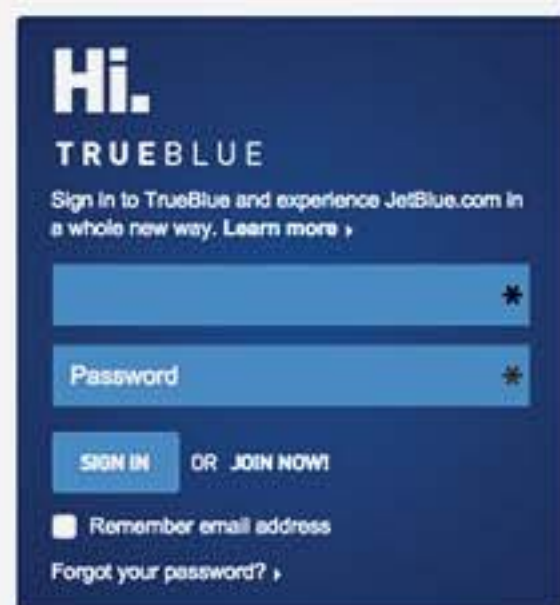 Hi.
TRUEBLUE
Sign in to TrueBlue and experience JetBlue.com in
a whole new way. Learn more ›
*
Password *
SIGN IN OR JOIN NOW!
Remember email address
Forgot your password? ›